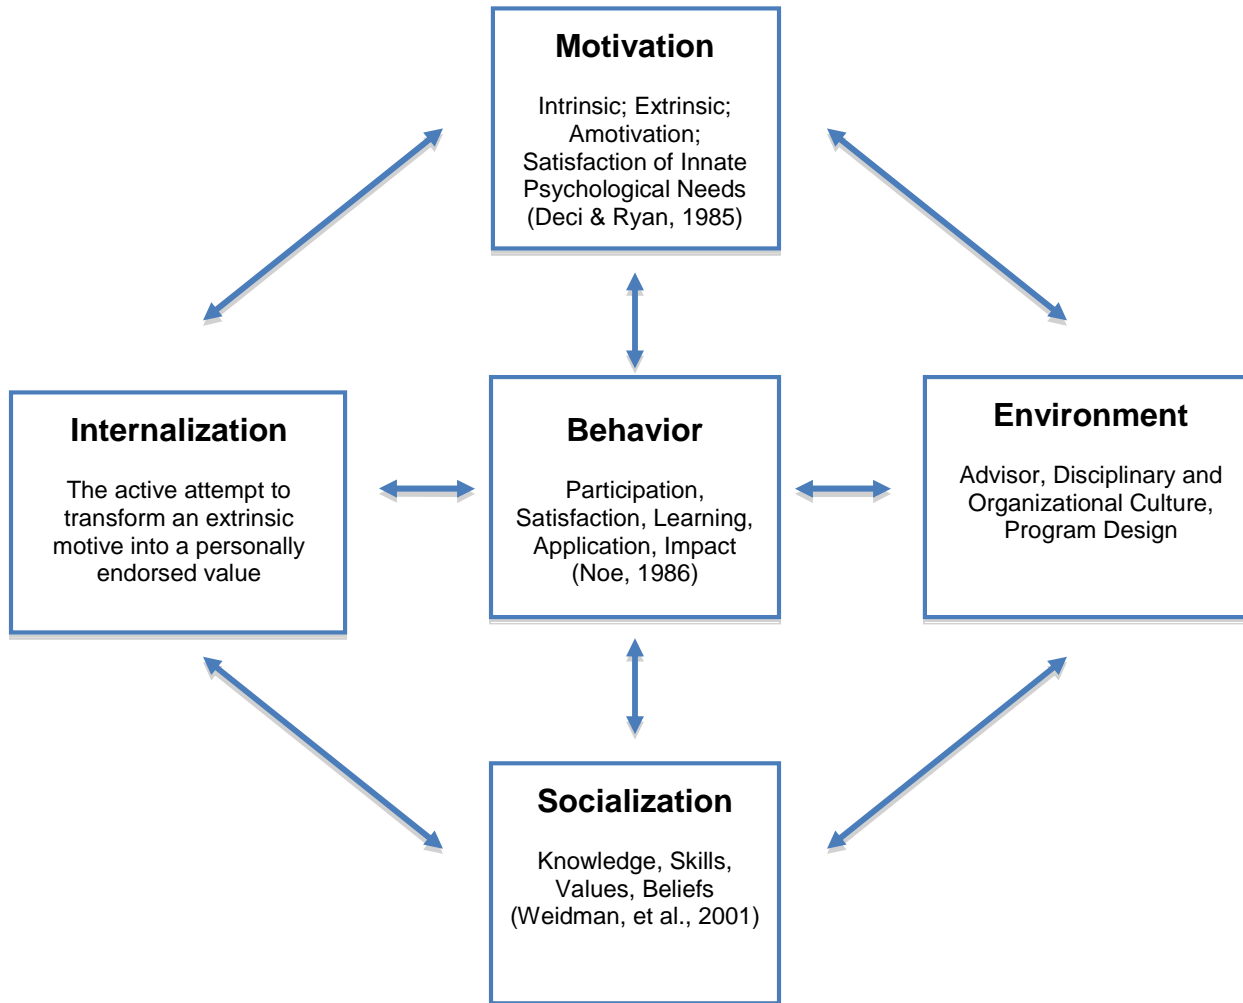 Motivation
Intrinsic; Extrinsic;
Amotivation;
Satisfaction of Innate
Psychological Needs
(Deci & Ryan, 1985)
Internalization
The active attempt to
transform an extrinsic
motive into a personally
endorsed value
Behavior
Participation,
Satisfaction, Learning,
Application, Impact
(Noe, 1986)
Environment
Advisor, Disciplinary and
Organizational Culture,
Program Design
Socialization
Knowledge, Skills,
Values, Beliefs
(Weidman, et al., 2001)